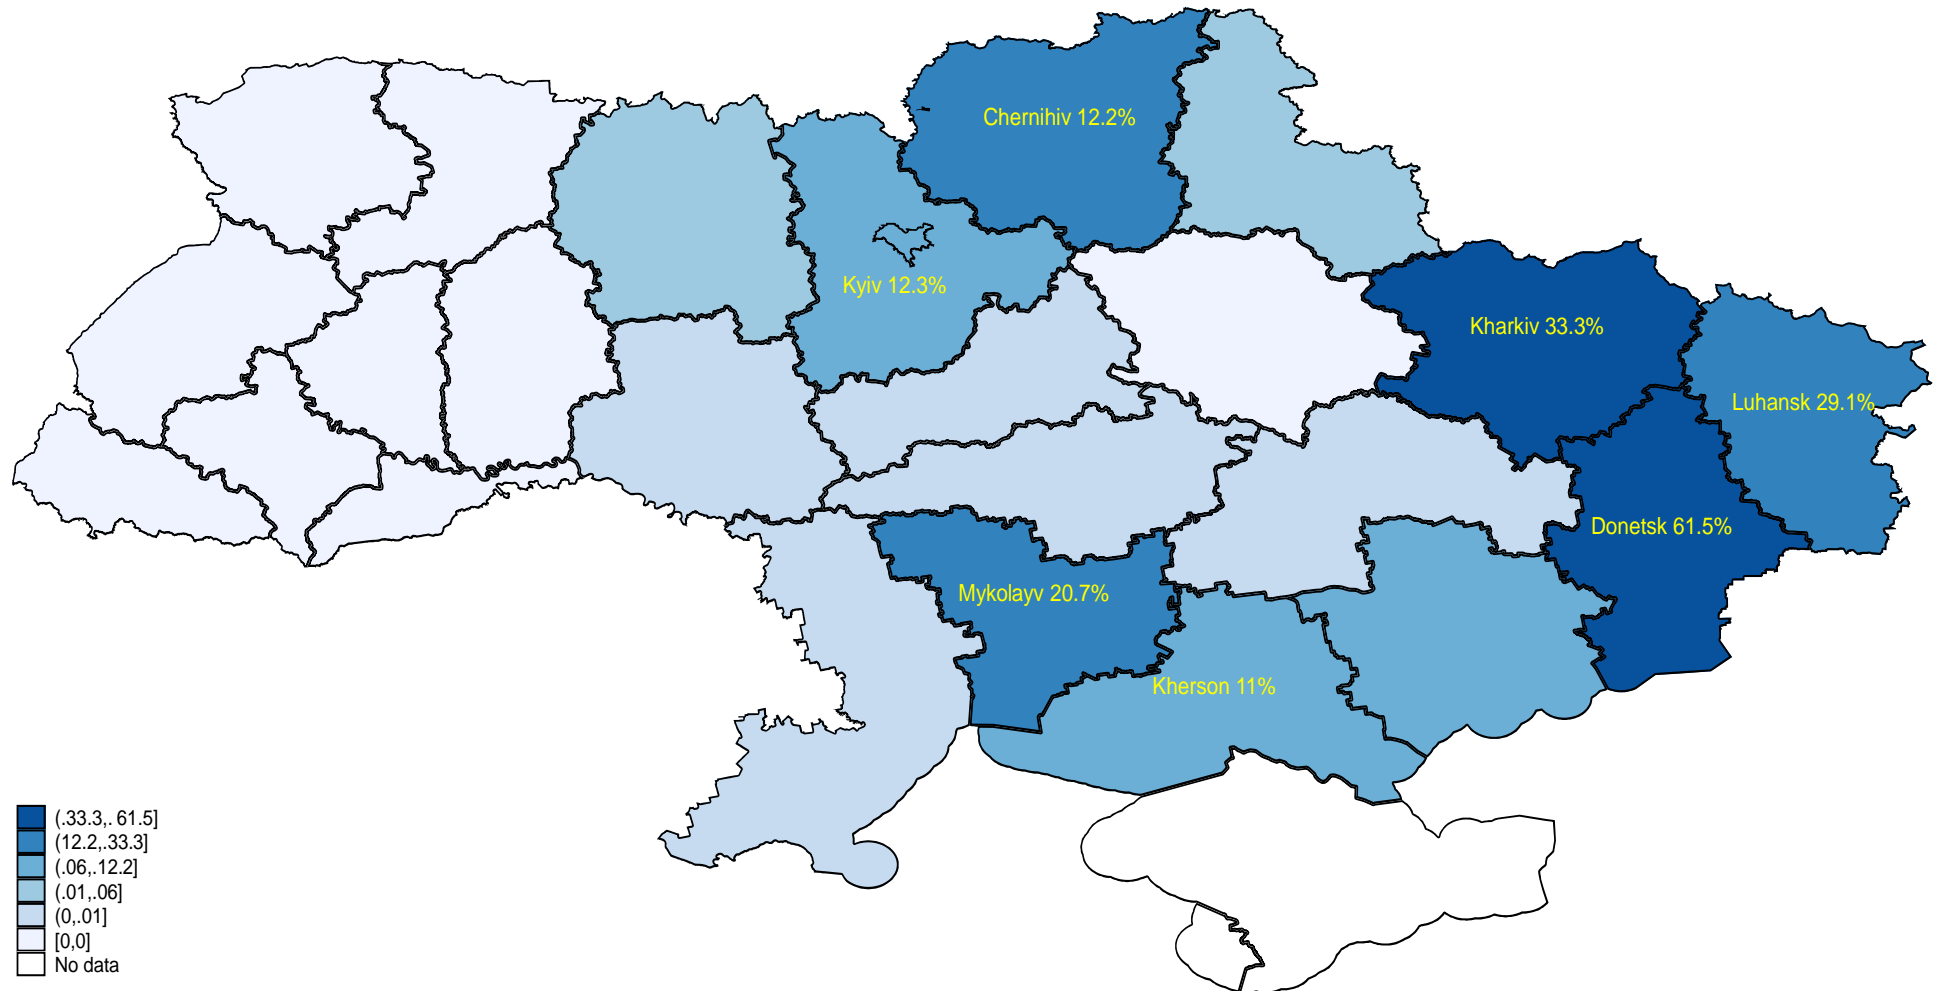 Chernihiv 12.2%
Kyiv 12.3%
Kharkiv 33.3%
Luhansk 29.1%
Donetsk 61.5%
Mykolayv 20.7%
Kherson 11%
(.33.3,. 61.5]
(12.2,.33.3]
(.06,.12.2]
(.01,.06]
(0,.01]
[0,0]
No data